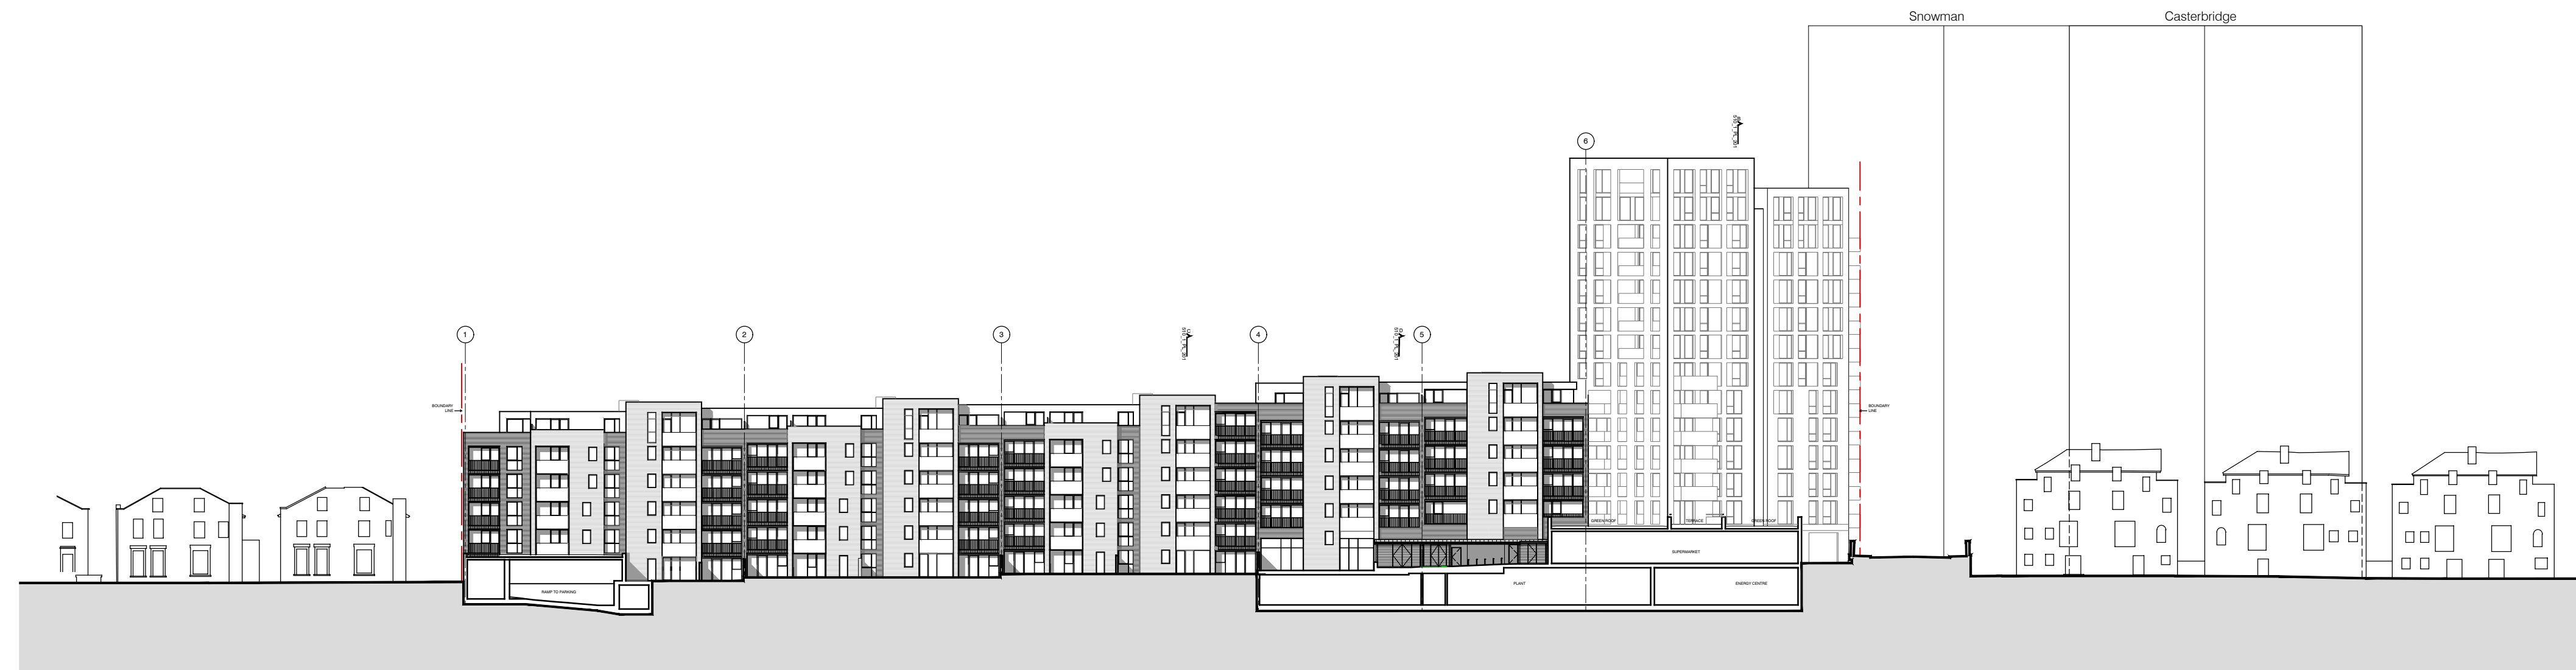 Snowman
Casterbridge
6
1
2
3
4
5
BOUNDARY
LINE
BOUNDARY
LINE
GREEN ROOF
TERRACE
GREEN ROOF
SUPERMARKET
RAMP TO PARKING
PLANT
ENERGY CENTRE